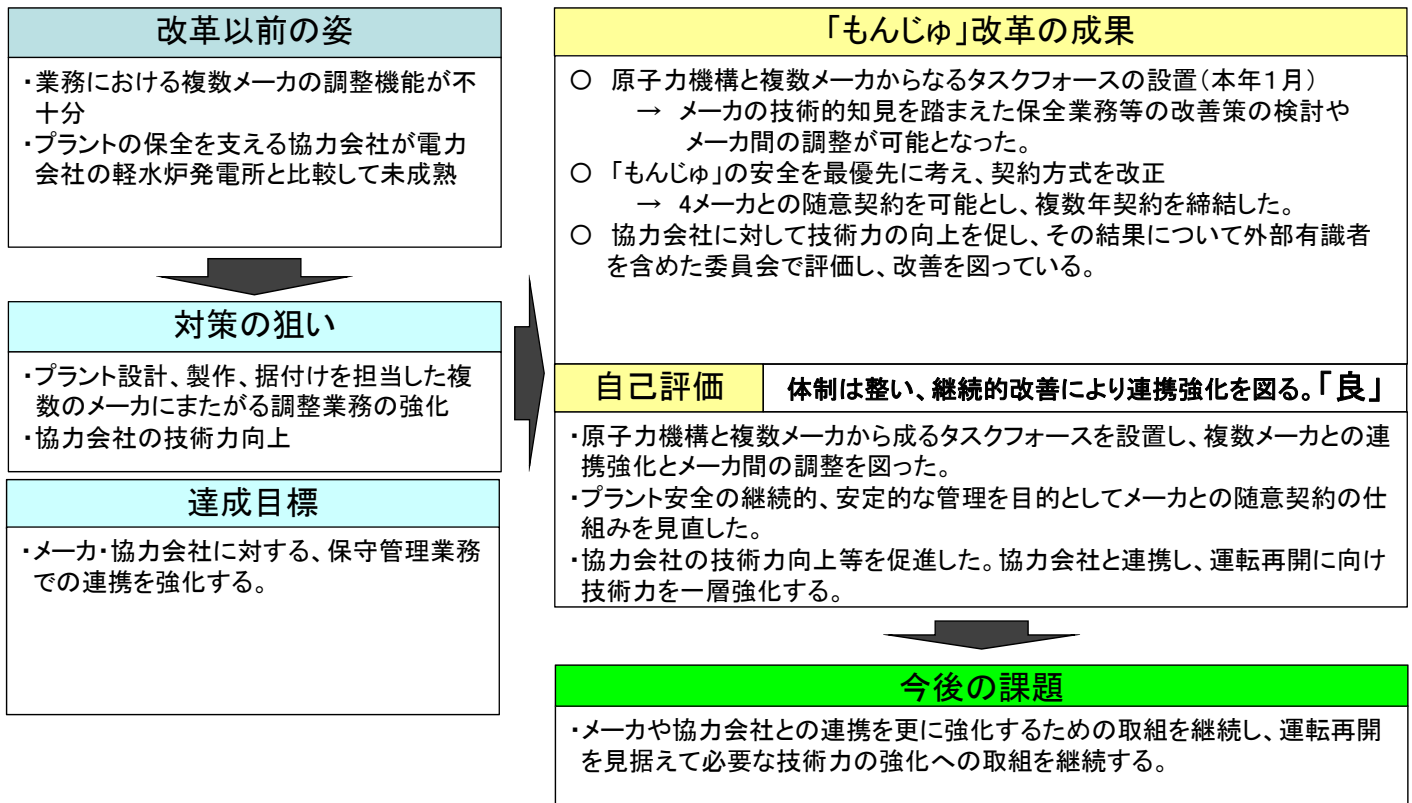 改革以前の姿
・業務における複数メーカの調整機能が不
十分
・プラントの保全を支える協力会社が電力
会社の軽水炉発電所と比較して未成熟
対策の狙い
・プラント設計、製作、据付けを担当した複
数のメーカにまたがる調整業務の強化
・協力会社の技術力向上
達成目標
・メーカ・協力会社に対する、保守管理業務
での連携を強化する。
「もんじゅ」改革の成果
○ 原子力機構と複数メーカからなるタスクフォースの設置(本年1月)
→ メーカの技術的知見を踏まえた保全業務等の改善策の検討や
メーカ間の調整が可能となった。
○ 「もんじゅ」の安全を最優先に考え、契約方式を改正
→ 4メーカとの随意契約を可能とし、複数年契約を締結した。
○ 協力会社に対して技術力の向上を促し、その結果について外部有識者
を含めた委員会で評価し、改善を図っている。
自己評価
体制は整い、継続的改善により連携強化を図る。「良」
・原子力機構と複数メーカから成るタスクフォースを設置し、複数メーカとの連
携強化とメーカ間の調整を図った。
・プラント安全の継続的、安定的な管理を目的としてメーカとの随意契約の仕
組みを見直した。
・協力会社の技術力向上等を促進した。協力会社と連携し、運転再開に向け
技術力を一層強化する。
今後の課題
・メーカや協力会社との連携を更に強化するための取組を継続し、運転再開
を見据えて必要な技術力の強化への取組を継続する。